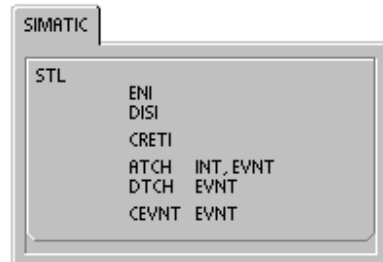 SIMATIC
STL
ENI
DISI
CRETI
ATCH INT, EVNT
DTCH EVNT
CEVNT EVNT